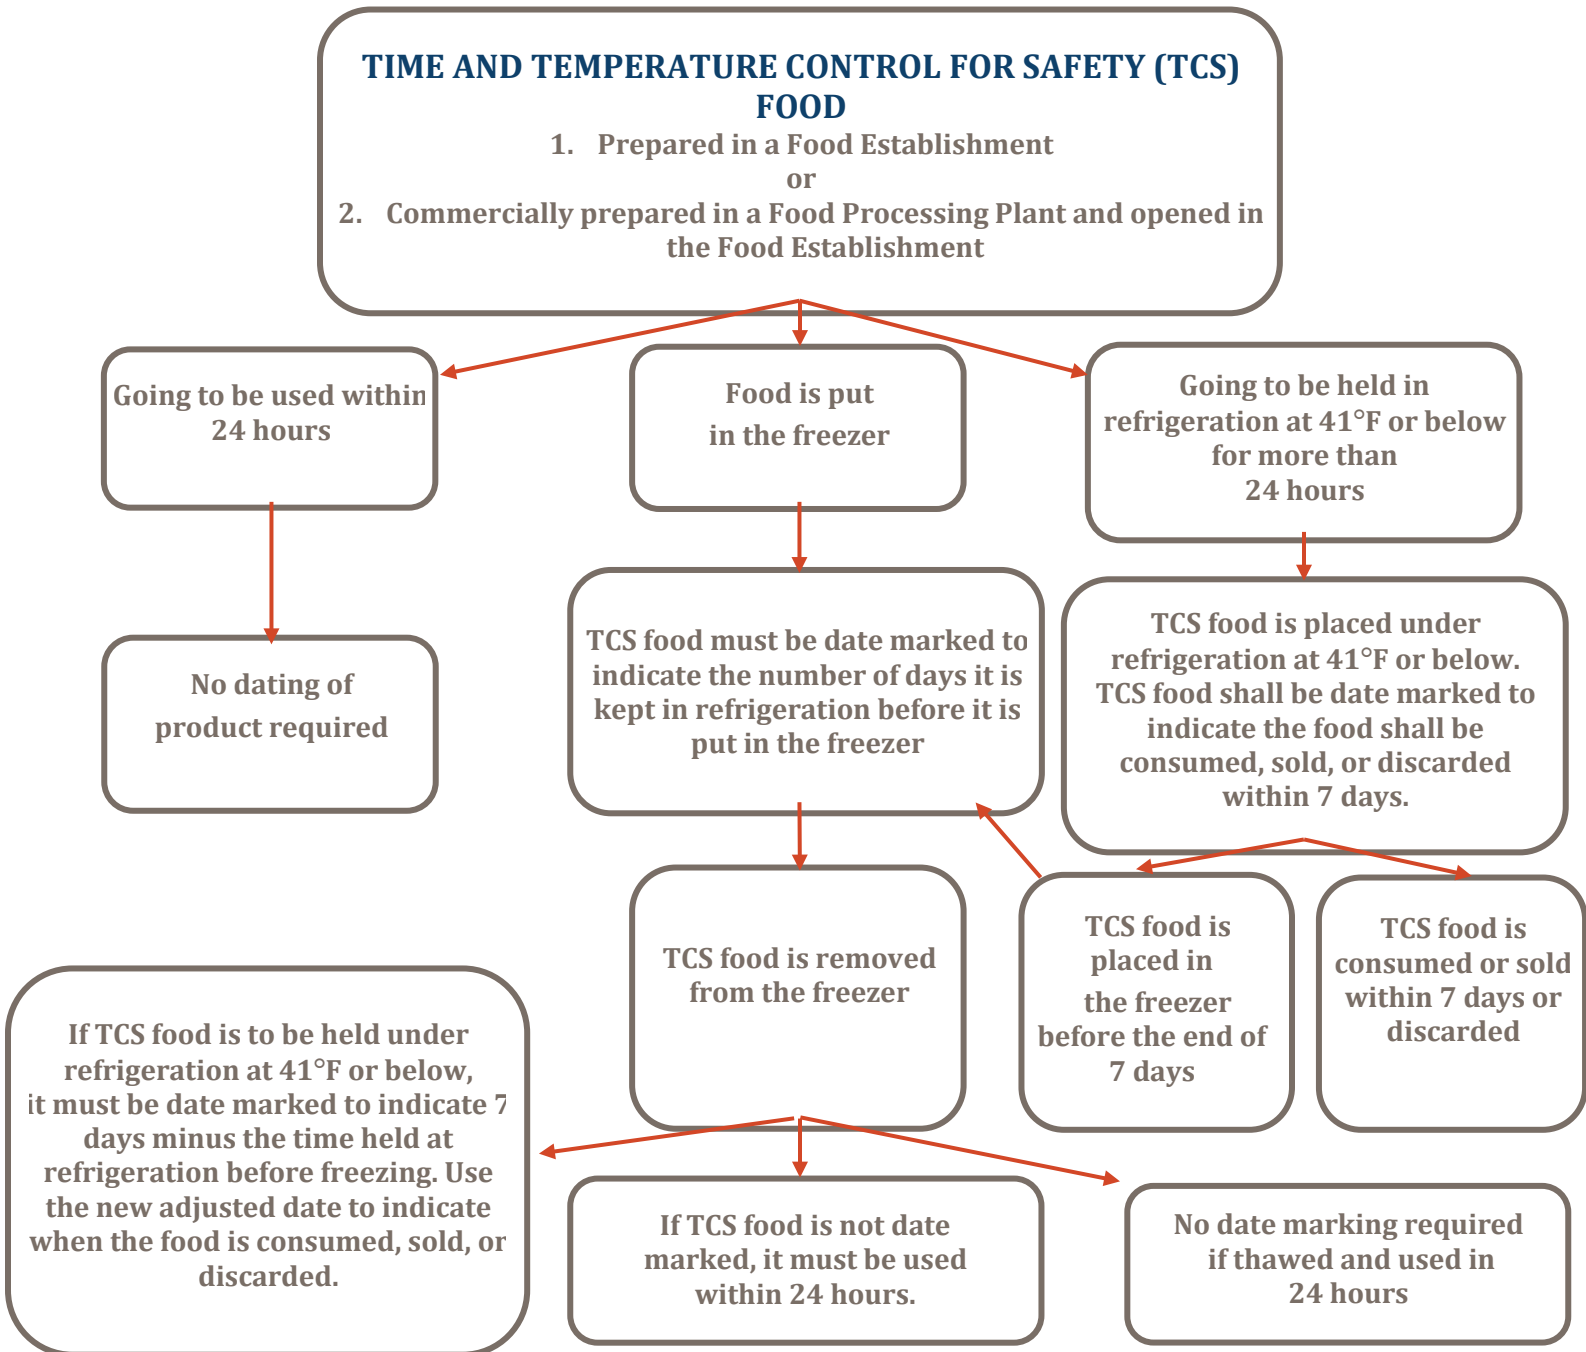 TIME AND TEMPERATURE CONTROL FOR SAFETY (TCS)
FOOD
1. Prepared in a Food Establishment
or
2. Commercially prepared in a Food Processing Plant and opened in
the Food Establishment
Going to be used within
24 hours
Food is put
in the freezer
Going to be held in
refrigeration at 41°F or below
for more than
24 hours
No dating of
product required
TCS food must be date marked to
indicate the number of days it is
kept in refrigeration before it is
put in the freezer
TCS food is placed under
refrigeration at 41°F or below.
TCS food shall be date marked to
indicate the food shall be
consumed, sold, or discarded
within 7 days.
TCS food is removed
from the freezer
TCS food is
placed in
the freezer
before the end of
7 days
TCS food is
consumed or sold
within 7 days or
discarded
If TCS food is to be held under
refrigeration at 41°F or below,
it must be date marked to indicate 7
days minus the time held at
refrigeration before freezing. Use
the new adjusted date to indicate
when the food is consumed, sold, or
discarded.
If TCS food is not date
marked, it must be used
within 24 hours.
No date marking required
if thawed and used in
24 hours